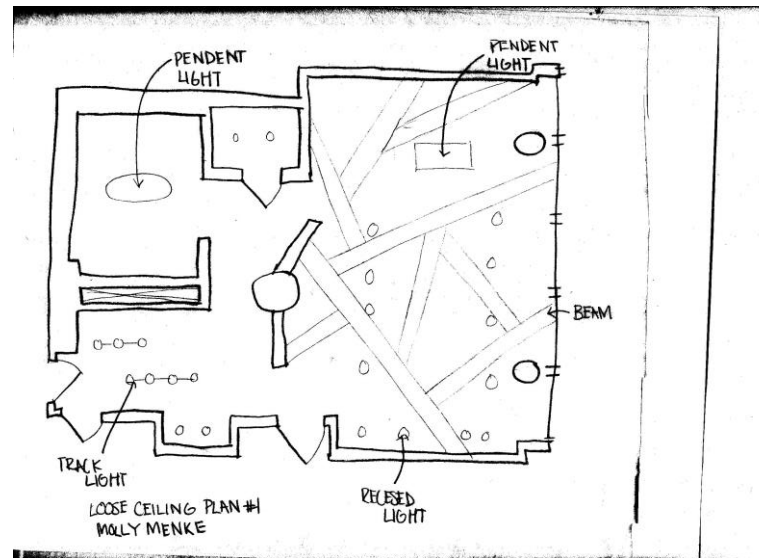 PENDENT
LIGHT
PENDENT
LIGHT
BEAM
TRACK
LIGHT
RECESED
LIGHT
LOOSE CEILING PLAN #1
MOLLY MENKE